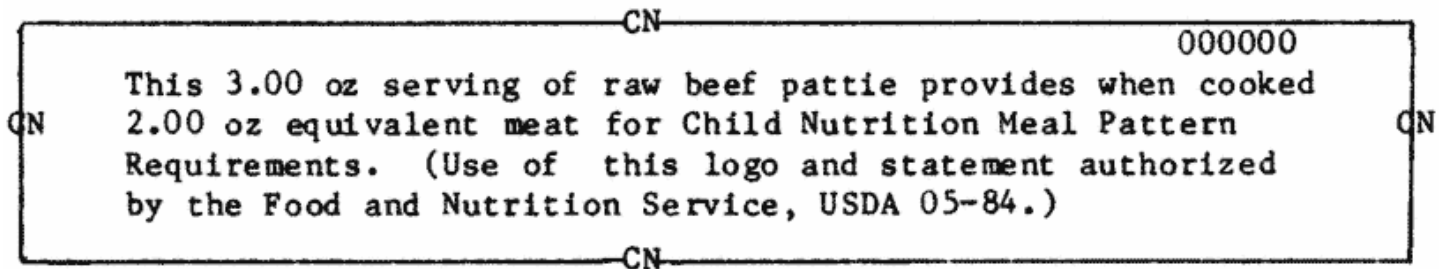 CN
000000
This 3.00 oz serving of raw beef pattie provides when cooked
CN 2.00 oz equivalent meat for Child Nutrition Meal Pattern CN
Requirements. (Use of this logo and statement authorized
by the Food and Nutrition Service, USDA 05-84.)
CN